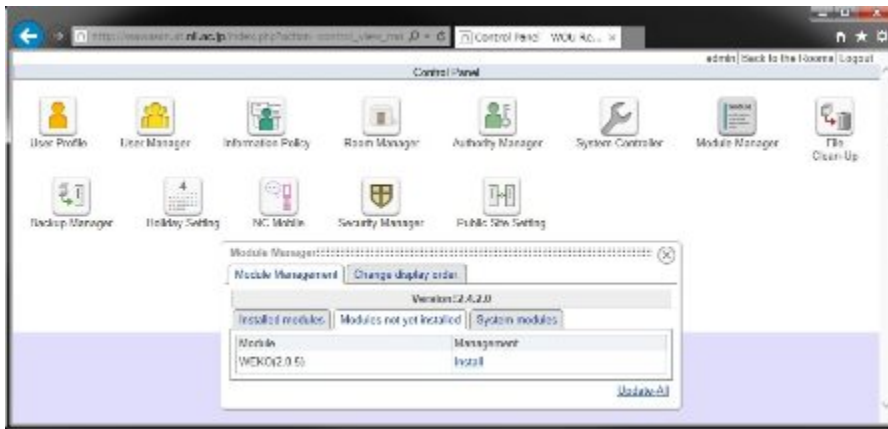 Control Panel
admin | Back to the Rooms | Logout
Control Panel
User Profile
User Manager
Information Policy
Room Manager
Authority Manager
System Controller
Module Manager
File Clean-Up
Backup Manager
Holiday Setting
NC Mobile
Security Manager
Public Site Setting
Module Manager
Module Management
Change display order
Version:2.4.2.0
Installed modules
Modules not yet installed
System modules
Module Management
WEKO(2.0.5) Install
Update-All